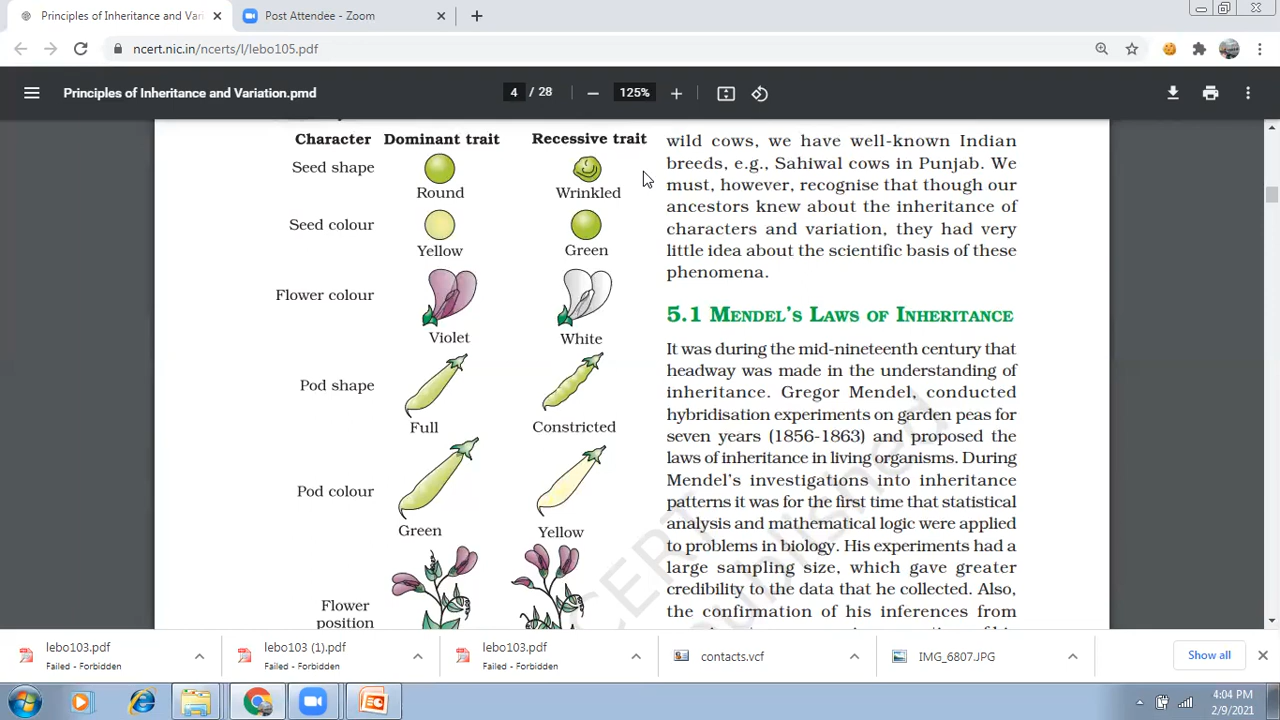 Principles of Inheritance and Vari
Post Attendee - Zoom
ncert.nic.in/ncerts/l/lebo105.pdf
Principles of Inheritance and Variation.pmd
4 / 28
125%
Character Dominant trait Recessive trait
Seed shape
Round
Wrinkled
Seed colour
Yellow
Green
Flower colour
Violet
White
Pod shape
Full
Constricted
Pod colour
Green
Yellow
Flower
position
wild cows, we have well-known Indian
breeds, e.g., Sahiwal cows in Punjab. We
must, however, recognise that though our
ancestors knew about the inheritance of
characters and variation, they had very
little idea about the scientific basis of these
phenomena.
5.1 MENDEL'S LAWS OF INHERITANCE
It was during the mid-nineteenth century that
headway was made in the understanding of
inheritance. Gregor Mendel, conducted
hybridisation experiments on garden peas for
seven years (1856-1863) and proposed the
laws of inheritance in living organisms. During
Mendel's investigations into inheritance
patterns it was for the first time that statistical
analysis and mathematical logic were applied
to problems in biology. His experiments had a
large sampling size, which gave greater
credibility to the data that he collected. Also,
the confirmation of his inferences from
lebo103.pdf
Failed - Forbidden
lebo103 (1).pdf
Failed - Forbidden
lebo103.pdf
Failed - Forbidden
contacts.vcf
IMG_6807.JPG
Show all
4:04 PM
2/9/2021